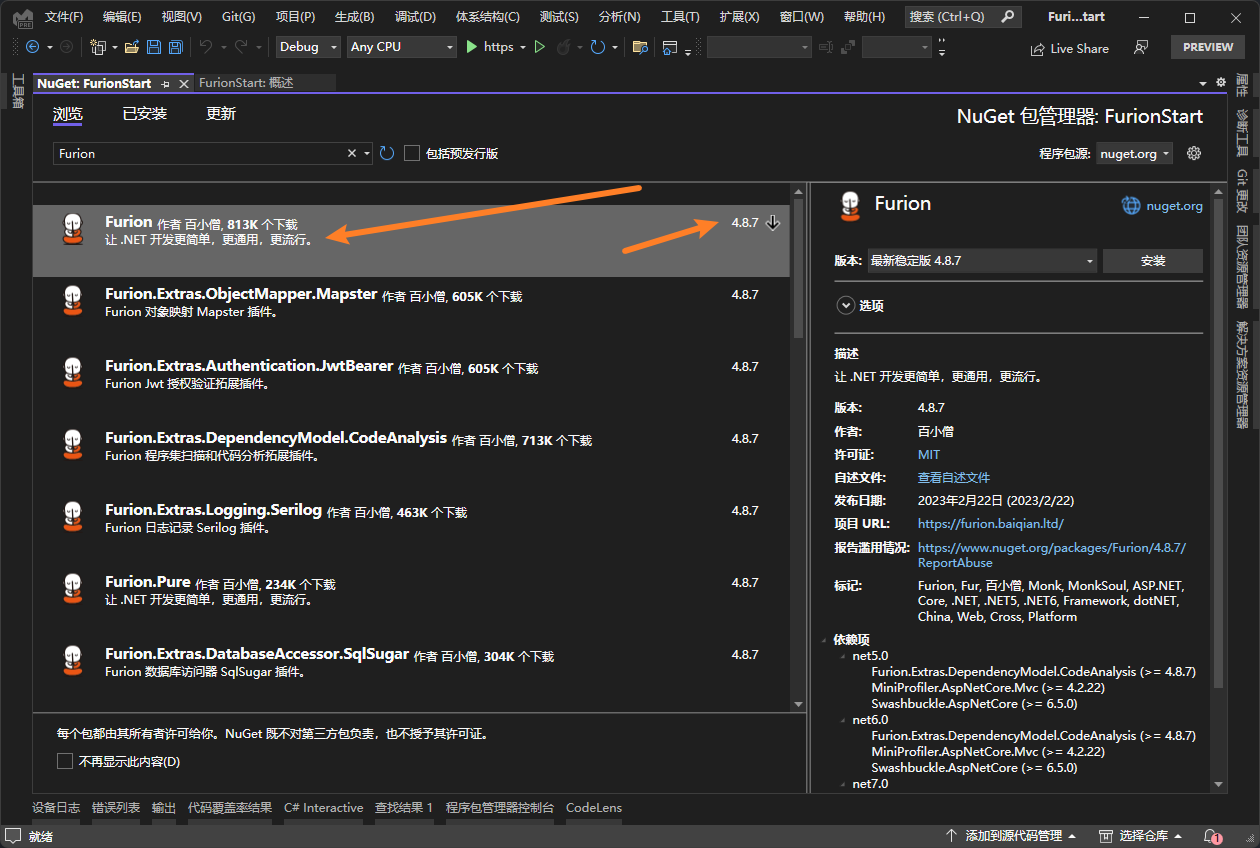 文件(F) 编辑(E) 视图(V) Git(G) 项目(P) 生成(B) 调试(D) 体系结构(C) 测试(S) 分析(N) 工具(T) 扩展(X) 窗口(W) 帮助(H) 搜索 (Ctrl+Q) Furi...tart
Debug Any CPU https Live Share PREVIEW
工具箱
NuGet: FurionStart FurionStart: 概述
浏览 已安装 更新 NuGet 包管理器: FurionStart
Furion 包括预发行版 程序包源: nuget.org
Furion 作者 百小僧, 813K 个下载 4.8.7
让 .NET 开发更简单，更通用，更流行。
Furion.Extras.ObjectMapper.Mapster 作者 百小僧, 605K 个下载 4.8.7
Furion 对象映射 Mapster 插件。
Furion.Extras.Authentication.JwtBearer 作者 百小僧, 605K 个下载 4.8.7
Furion Jwt 授权验证拓展插件。
Furion.Extras.DependencyModel.CodeAnalysis 作者 百小僧, 713K 个下载 4.8.7
Furion 程序集扫描和代码分析拓展插件。
Furion.Extras.Logging.Serilog 作者 百小僧, 463K 个下载 4.8.7
Furion 日志记录 Serilog 插件。
Furion.Pure 作者 百小僧, 234K 个下载 4.8.7
让 .NET 开发更简单，更通用，更流行。
Furion.Extras.DatabaseAccessor.SqlSugar 作者 百小僧, 304K 个下载 4.8.7
Furion 数据库访问器 SqlSugar 插件。
每个包都由其所有者许可给你。NuGet 既不对第三方包负责，也不授予其许可证。
不再显示此内容(D)
Furion nuget.org
版本: 最新稳定版 4.8.7 安装
选项
描述
让 .NET 开发更简单，更通用，更流行。
版本: 4.8.7
作者: 百小僧
许可证: MIT
自述文件: 查看自述文件
发布日期: 2023年2月22日 (2023/2/22)
项目 URL: https://furion.baiqian.ltd/
报告滥用情况: https://www.nuget.org/packages/Furion/4.8.7/
ReportAbuse
标记: Furion, Fur, 百小僧, Monk, MonkSoul, ASP.NET,
Core, .NET, .NET5, .NET6, Framework, dotNET,
China, Web, Cross, Platform
依赖项
net5.0
Furion.Extras.DependencyModel.CodeAnalysis (>= 4.8.7)
MiniProfiler.AspNetCore.Mvc (>= 4.2.22)
Swashbuckle.AspNetCore (>= 6.5.0)
net6.0
Furion.Extras.DependencyModel.CodeAnalysis (>= 4.8.7)
MiniProfiler.AspNetCore.Mvc (>= 4.2.22)
Swashbuckle.AspNetCore (>= 6.5.0)
net7.0
属性
诊断工具
Git 更改
团队资源管理器
解决方案资源管理器
设备日志 错误列表 输出 代码覆盖率结果 C# Interactive 查找结果 1 程序包管理器控制台 CodeLens
就绪 添加到源代码管理 选择仓库 1